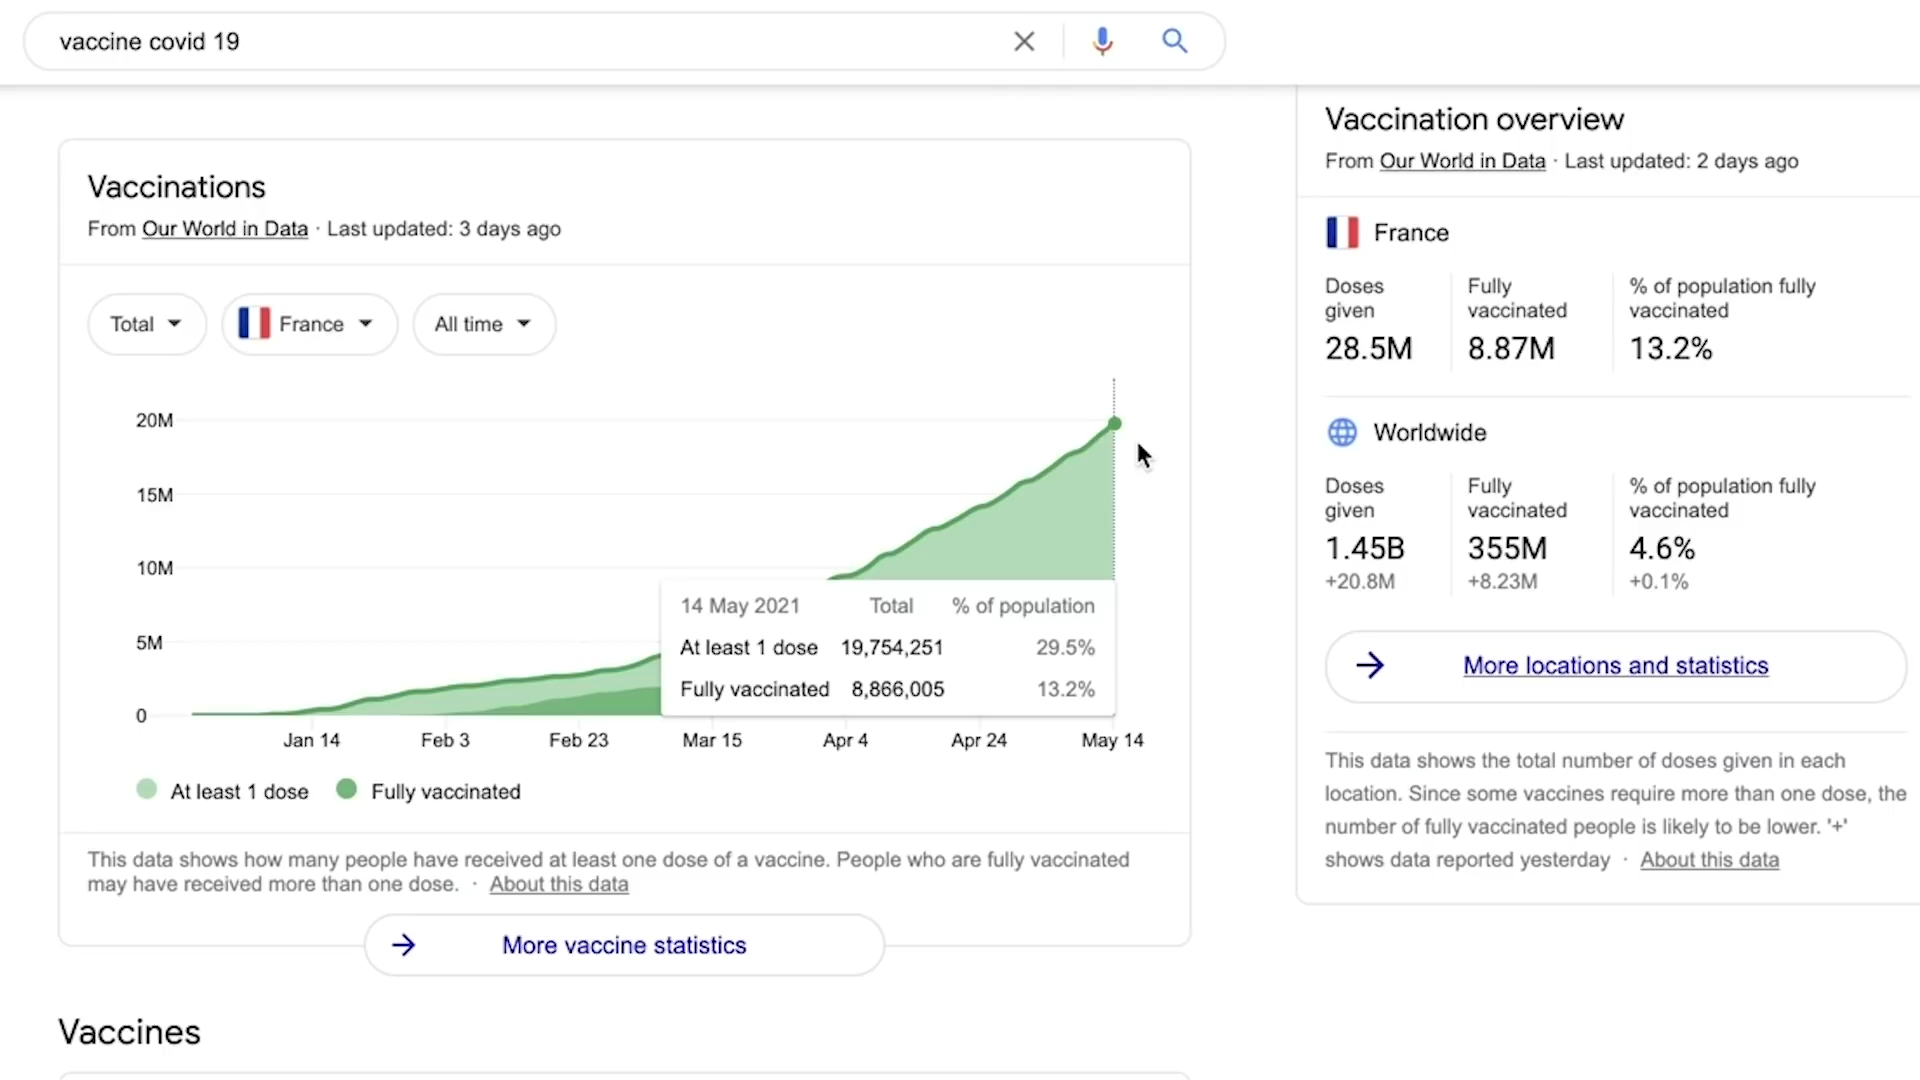 vaccine covid 19
Vaccinations
From Our World in Data · Last updated: 3 days ago
Total
France
All time
20M
15M
10M
5M
0
14 May 2021 Total % of population
At least 1 dose 19,754,251 29.5%
Fully vaccinated 8,866,005 13.2%
Jan 14 Feb 3 Feb 23 Mar 15 Apr 4 Apr 24 May 14
At least 1 dose Fully vaccinated
This data shows how many people have received at least one dose of a vaccine. People who are fully vaccinated
may have received more than one dose. · About this data
More vaccine statistics
Vaccines
Vaccination overview
From Our World in Data · Last updated: 2 days ago
France
Doses
given
28.5M
Fully
vaccinated
8.87M
% of population fully
vaccinated
13.2%
Worldwide
Doses
given
1.45B
+20.8M
Fully
vaccinated
355M
+8.23M
% of population fully
vaccinated
4.6%
+0.1%
More locations and statistics
This data shows the total number of doses given in each
location. Since some vaccines require more than one dose, the
number of fully vaccinated people is likely to be lower. '+'
shows data reported yesterday · About this data